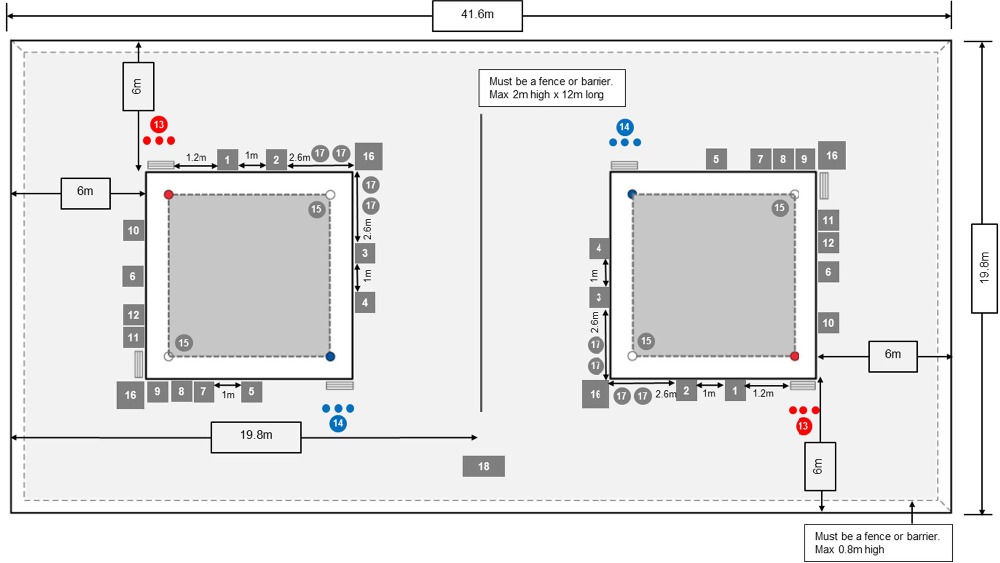 41.6m
6m
Must be a fence or barrier.
Max 2m high x 12m long
13
14
1.2m
1
1m
2
2.6m
17
17
16
5
7
8
9
16
6m
17
17
2.6m
15
15
10
3
4
11
12
6
1m
1m
6
19.8m
12
4
3
10
11
2.6m
15
17
15
17
6m
16
9
8
7
1m
5
16
17
17
2.6m
2
1m
1
1.2m
14
13
19.8m
18
6m
Must be a fence or barrier.
Max 0.8m high